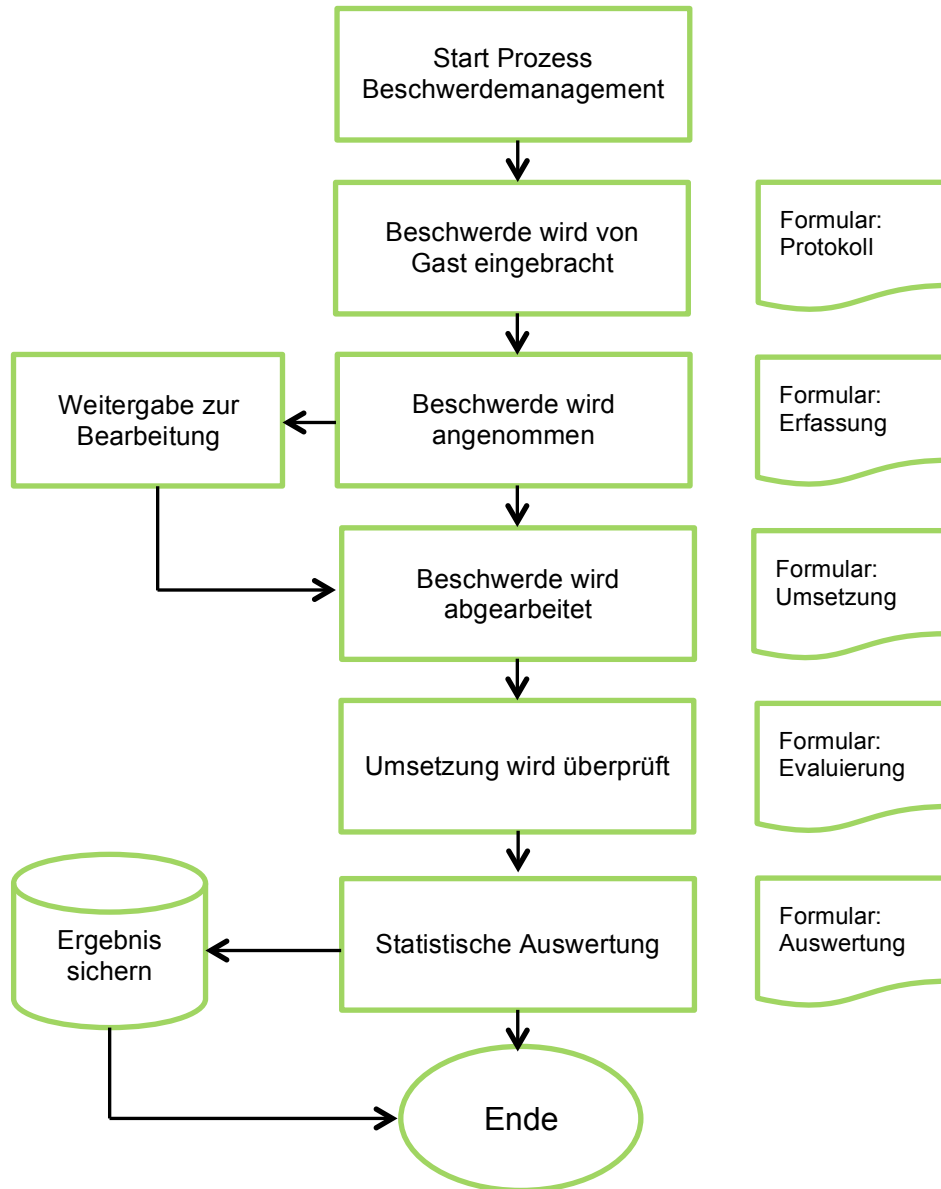 Start Prozess
Beschwerdemanagement
Beschwerde wird von
Gast eingebracht
Formular:
Protokoll
Weitergabe zur
Bearbeitung
Beschwerde wird
angenommen
Formular:
Erfassung
Beschwerde wird
abgearbeitet
Formular:
Umsetzung
Umsetzung wird überprüft
Formular:
Evaluierung
Ergebnis
sichern
Statistische Auswertung
Formular:
Auswertung
Ende